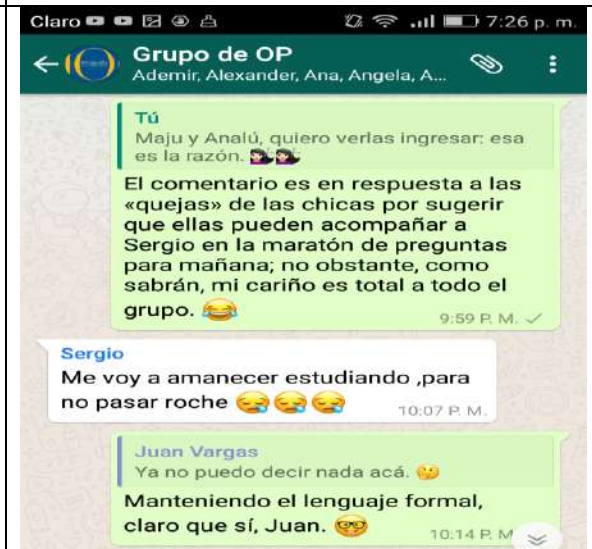 Claro 7:26 p. m.
Grupo de OP
Ademir, Alexander, Ana, Angela, A...
Tú
Maju y Analú, quiero verlas ingresar: esa
es la razón.
El comentario es en respuesta a las
«quejas» de las chicas por sugerir
que ellas pueden acompañar a
Sergio en la maratón de preguntas
para mañana; no obstante, como
sabrán, mi cariño es total a todo el
grupo. 😂
9:59 P. M.
Sergio
Me voy a amanecer estudiando ,para
no pasar roche 😪😪😪
10:07 P. M.
Juan Vargas
Ya no puedo decir nada acá. 🤔
Manteniendo el lenguaje formal,
claro que sí, Juan. 🤓
10:14 P. M